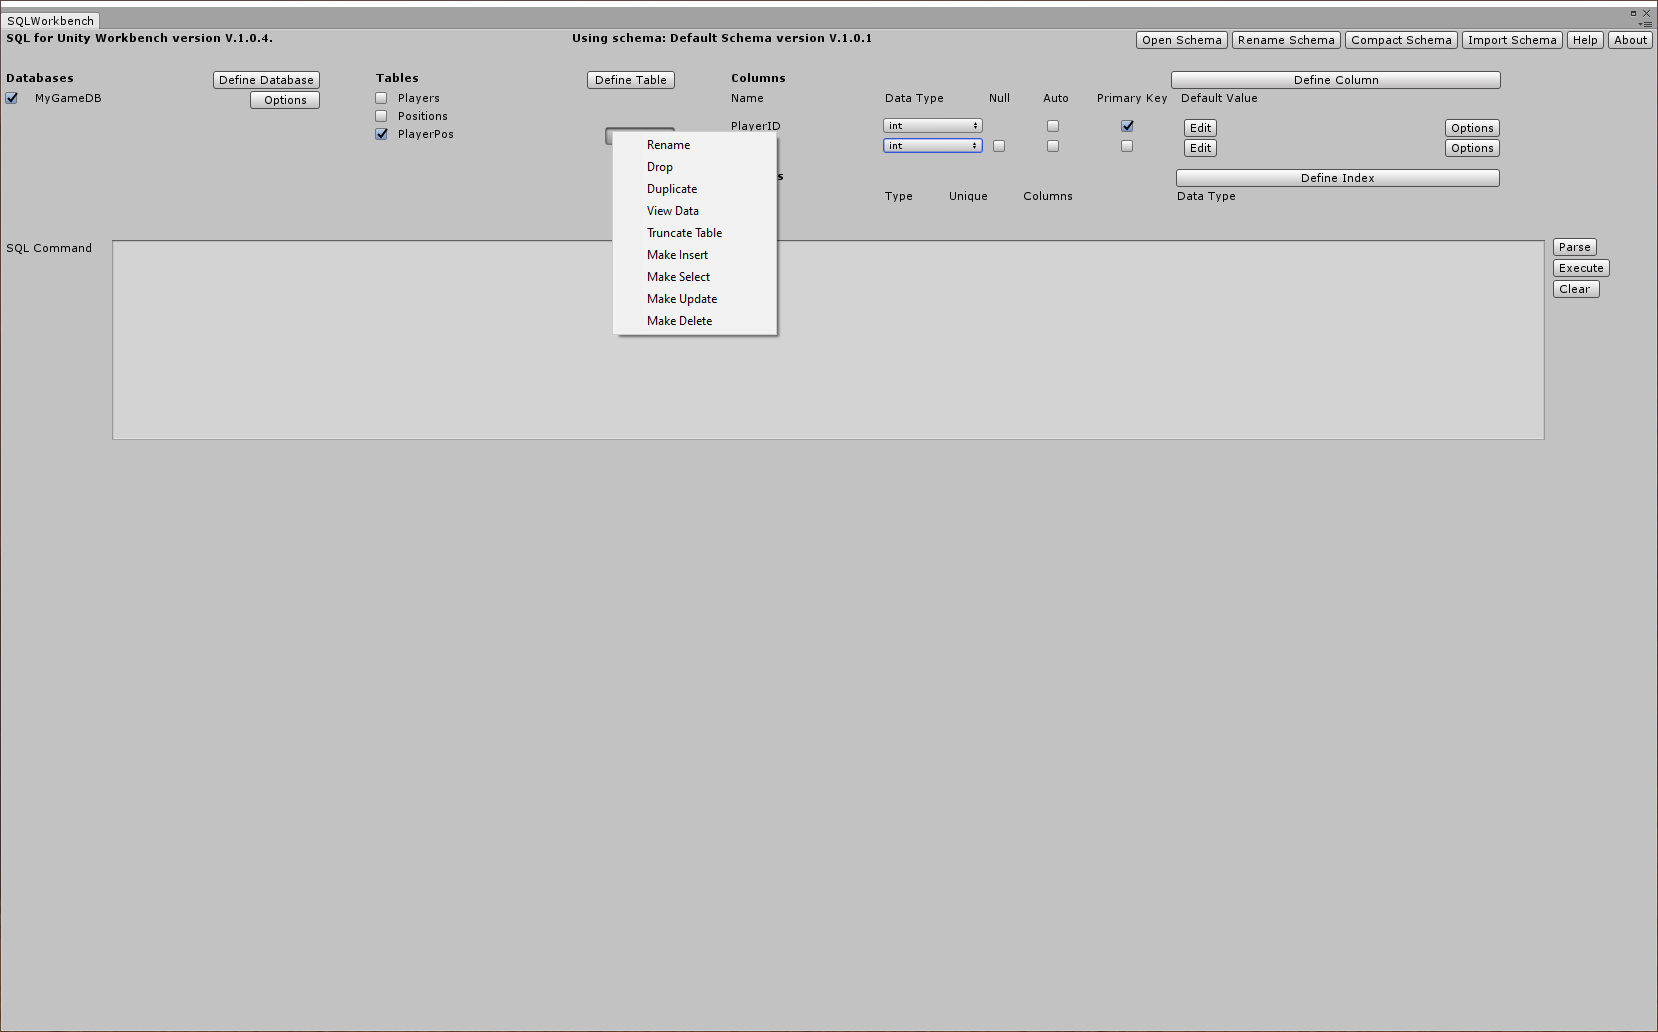 SQLWorkbench
SQL for Unity Workbench version V.1.0.4. Using schema: Default Schema version V.1.0.1 Open Schema Rename Schema Compact Schema Import Schema Help About
Databases Define Database Tables Define Table Columns Define Column
MyGameDB Options Players Name Data Type Null Auto Primary Key Default Value
Positions
PlayerPos PlayerID int Edit Options
int Edit Options
Rename
Drop
Duplicate
View Data
Truncate Table
Make Insert
Make Select
Make Update
Make Delete
s Define Index
Type Unique Columns Data Type
SQL Command Parse
Execute
Clear